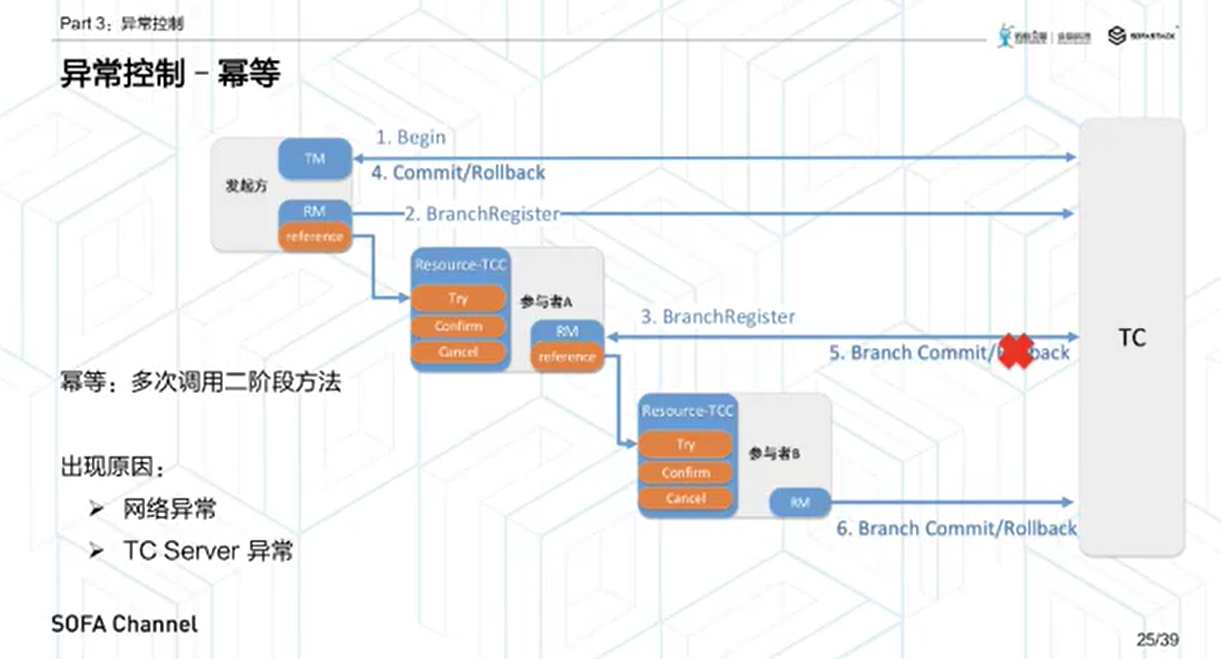 Part 3：异常控制
SOFASTACK
异常控制 – 幂等
1. Begin
TM
4. Commit/Rollback
发起方
RM
2. BranchRegister
reference
Resource-TCC
Try
参与者A
Confirm
RM
Cancel
reference
3. BranchRegister
TC
5. Branch Commit/
back
幂等：多次调用二阶段方法
Resource-TCC
Try
参与者B
Confirm
Cancel
RM
6. Branch Commit/Rollback
出现原因：
➢ 网络异常
➢ TC Server 异常
SOFA Channel
25/39